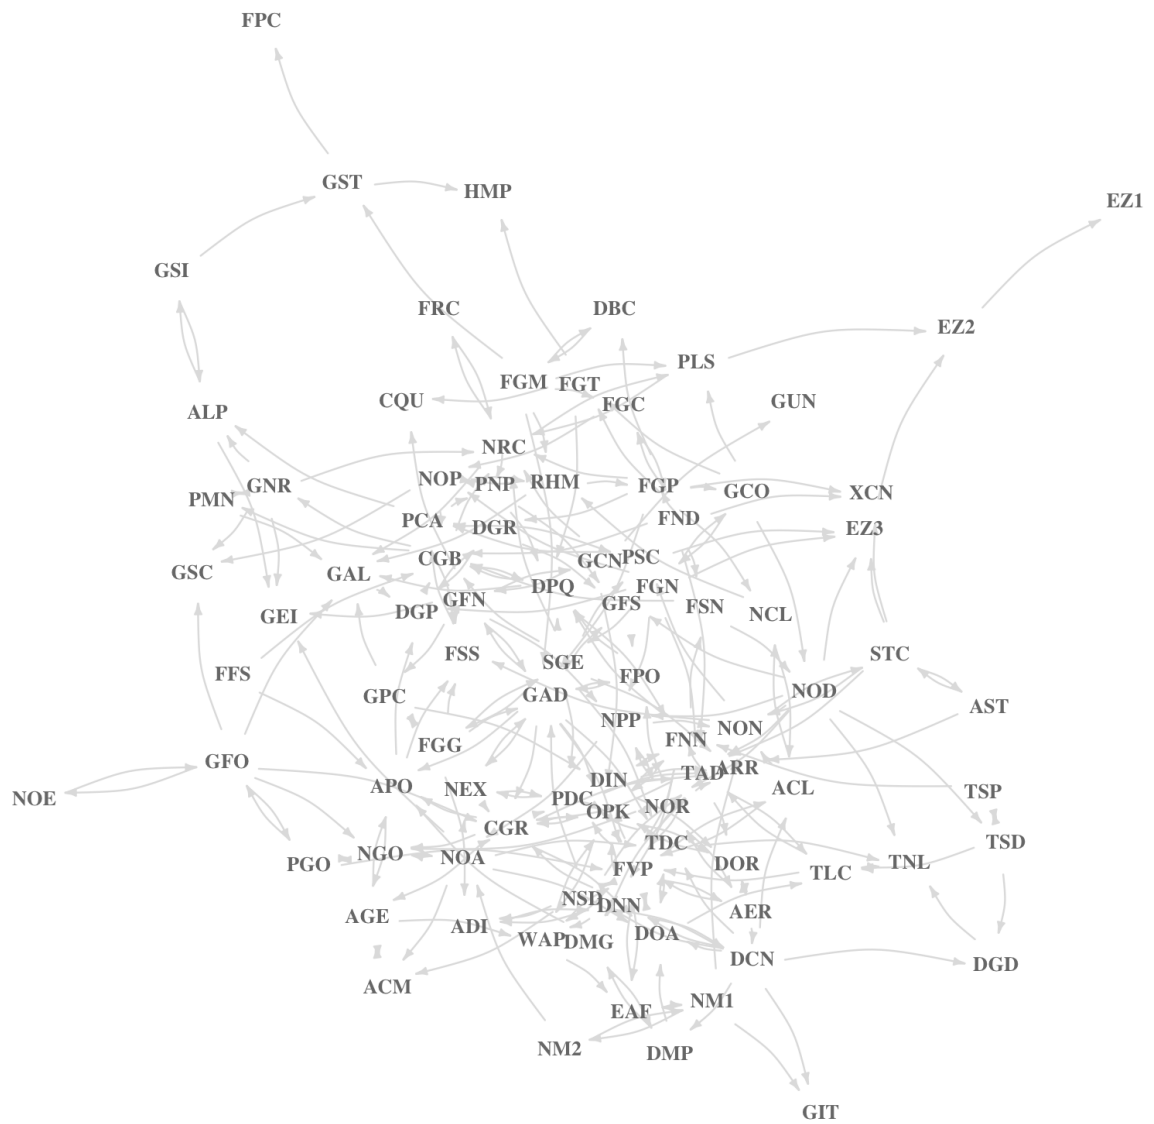 FPC
GST
HMP
EZ1
GSI
FRC
DBC
EZ2
PLS
FGM
FGT
CQU
FGC
GUN
ALP
NRC
NOP
PNP
RHM
GNR
PMN
FGP
GCO
XCN
FND
PCA
DGR
EZ3
CGB
GCN
PSC
GSC
GAL
DPQ
FGN
GFN
GFS
FSN
DGP
NCL
GEI
FSS
SGE
STC
FFS
FPO
GPC
GAD
NOD
AST
NPP
NON
FGG
FNN
GFO
ARR
TAD
NOE
APO
NEX
DIN
ACL
TSP
PDC
OPK
NOR
CGR
TDC
TSD
PGO
NGO
NOA
FVP
DOR
TLC
TNL
NSD
DNN
AER
AGE
ADI
WAP
DMG
DOA
DCN
DGD
ACM
EAF
NM1
NM2
DMP
GIT